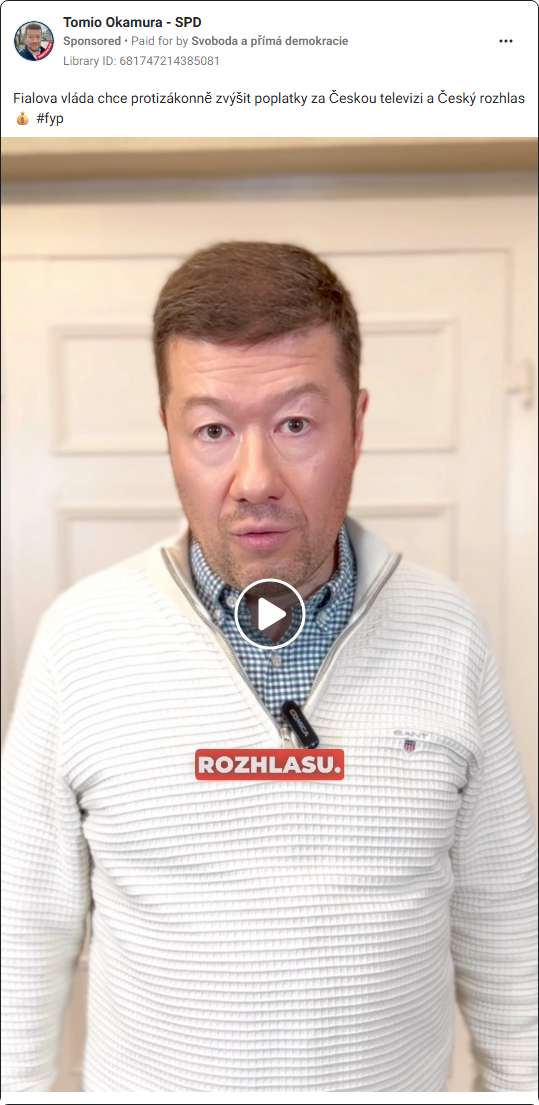 Tomio Okamura - SPD
Sponsored • Paid for by Svoboda a přímá demokracie
Library ID: 681747214385081
Fialova vláda chce protizákonně zvýšit poplatky za Českou televizi a Český rozhlas
💰 #fyp
COMICA
GANT
ROZHLASU.